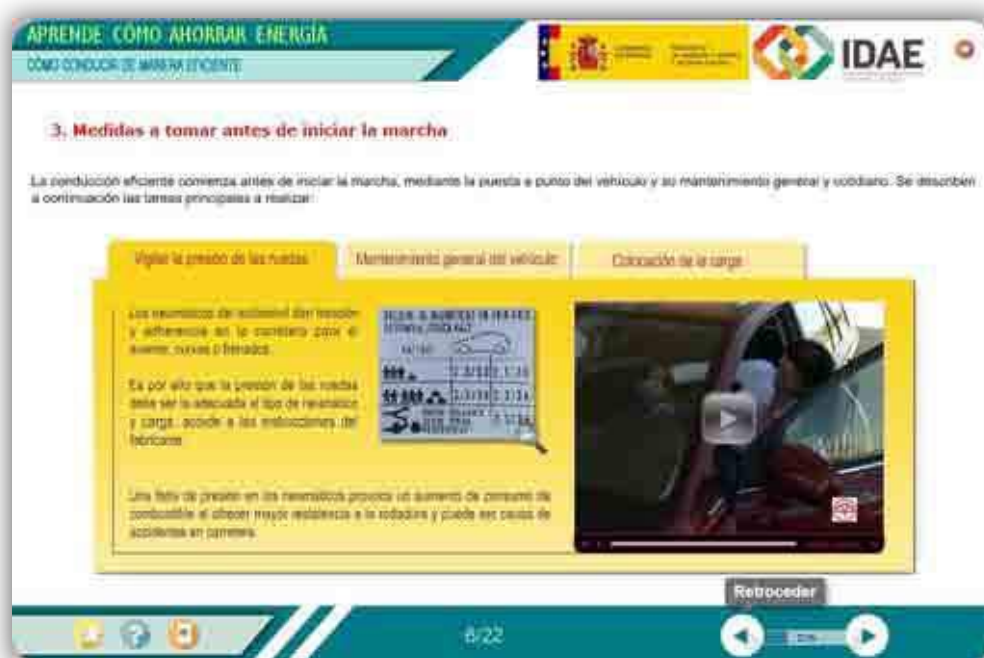 APRENDE CÓMO AHORRAR ENERGÍA
CÓMO CONDUCIR DE MANERA EFICIENTE
IDAE
3. Medidas a tomar antes de iniciar la marcha
La conducción eficiente comienza antes de iniciar la marcha, mediante la puesta a punto del vehículo y su mantenimiento general y cotidiano. Se describen
a continuación las tareas principales a realizar:
Vigilar la presión de las ruedas
Mantenimiento general del vehículo
Colocación de la carga
Los neumáticos del automóvil dan tracción
y adherencia en la carretera para el
avance, curvas o frenados.
Es por ello que la presión de las ruedas
debe ser la adecuada al tipo de neumático
y carga, acorde a las instrucciones del
fabricante.
Una falta de presión en los neumáticos provoca un aumento de consumo de
combustible al ofrecer mayor resistencia a la rodadura y puede ser causa de
accidentes en carretera.
Retroceder
6/22